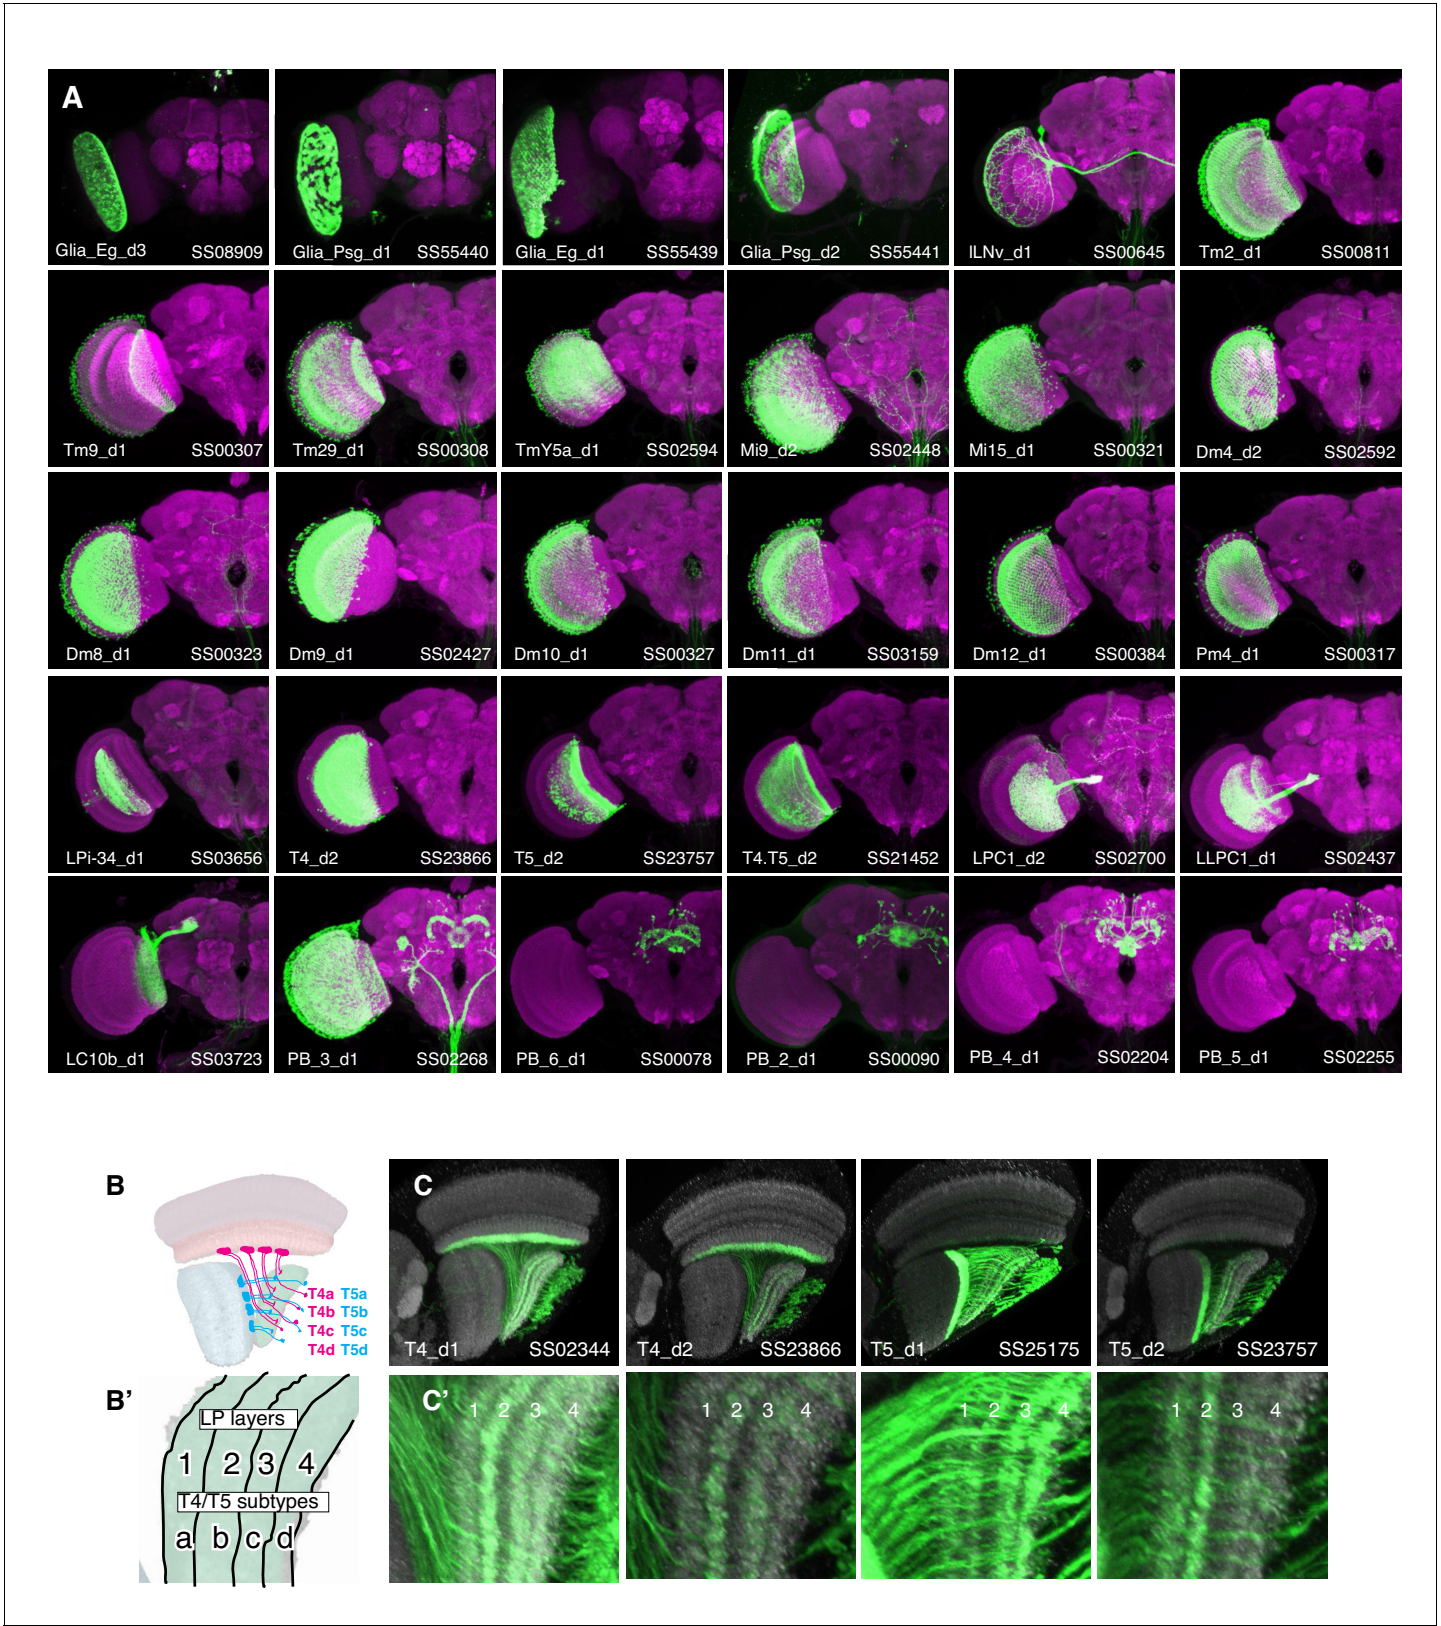 A
Glia_Eg_d3 SS08909
Glia_Psg_d1 SS55440
Glia_Eg_d1 SS55439
Glia_Psg_d2 SS55441
lLNv_d1 SS00645
Tm2_d1 SS00811
Tm9_d1 SS00307
Tm29_d1 SS00308
TmY5a_d1 SS02594
Mi9_d2 SS02448
Mi15_d1 SS00321
Dm4_d2 SS02592
Dm8_d1 SS00323
Dm9_d1 SS02427
Dm10_d1 SS00327
Dm11_d1 SS03159
Dm12_d1 SS00384
Pm4_d1 SS00317
LPi-34_d1 SS03656
T4_d2 SS23866
T5_d2 SS23757
T4.T5_d2 SS21452
LPC1_d2 SS02700
LLPC1_d1 SS02437
LC10b_d1 SS03723
PB_3_d1 SS02268
PB_6_d1 SS00078
PB_2_d1 SS00090
PB_4_d1 SS02204
PB_5_d1 SS02255
B
T4a T5a
T4b T5b
T4c T5c
T4d T5d
C
T4_d1 SS02344
T4_d2 SS23866
T5_d1 SS25175
T5_d2 SS23757
B’
LP layers
1 2 3 4
T4/T5 subtypes
a b c d
C’
1 2 3 4
1 2 3 4
1 2 3 4
1 2 3 4